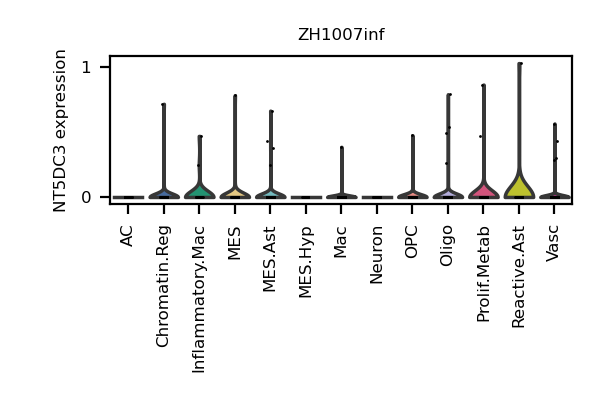 ZH1007inf
NT5DC3 expression
1
0
AC
Chromatin.Reg
Inflammatory.Mac
MES
MES.Ast
MES.Hyp
Mac
Neuron
OPC
Oligo
Prolif.Metab
Reactive.Ast
Vasc